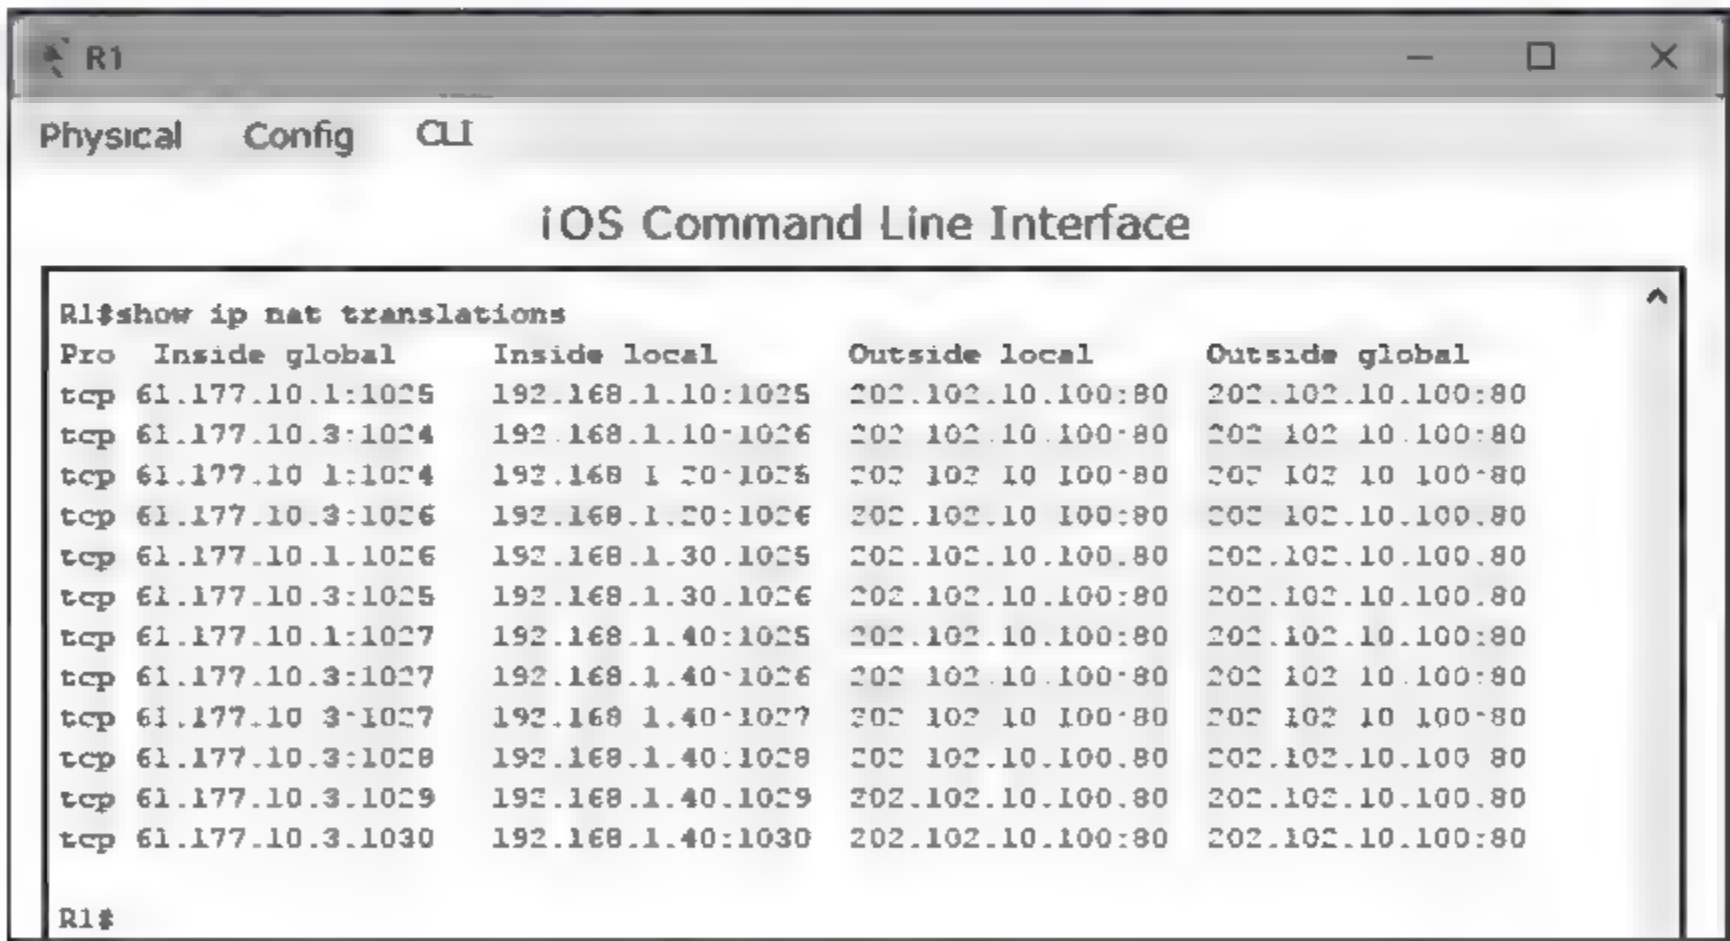 R1
Physical Config CLI
iOS Command Line Interface
R1#show ip nat translations
Pro Inside global Inside local Outside local Outside global
tcp 61.177.10.1:1025 192.168.1.10:1025 202.102.10.100:80 202.102.10.100:80
tcp 61.177.10.3:1024 192.168.1.10:1026 202.102.10.100:80 202.102.10.100:80
tcp 61.177.10.1:1024 192.168.1.20:1025 202.102.10.100:80 202.102.10.100:80
tcp 61.177.10.3:1026 192.168.1.20:1026 202.102.10.100:80 202.102.10.100:80
tcp 61.177.10.1:1026 192.168.1.30:1025 202.102.10.100:80 202.102.10.100:80
tcp 61.177.10.3:1025 192.168.1.30:1026 202.102.10.100:80 202.102.10.100:80
tcp 61.177.10.1:1027 192.168.1.40:1025 202.102.10.100:80 202.102.10.100:80
tcp 61.177.10.3:1027 192.168.1.40:1026 202.102.10.100:80 202.102.10.100:80
tcp 61.177.10.3:1027 192.168.1.40:1027 202.102.10.100:80 202.102.10.100:80
tcp 61.177.10.3:1028 192.168.1.40:1028 202.102.10.100:80 202.102.10.100:80
tcp 61.177.10.3:1029 192.168.1.40:1029 202.102.10.100:80 202.102.10.100:80
tcp 61.177.10.3:1030 192.168.1.40:1030 202.102.10.100:80 202.102.10.100:80
R1#